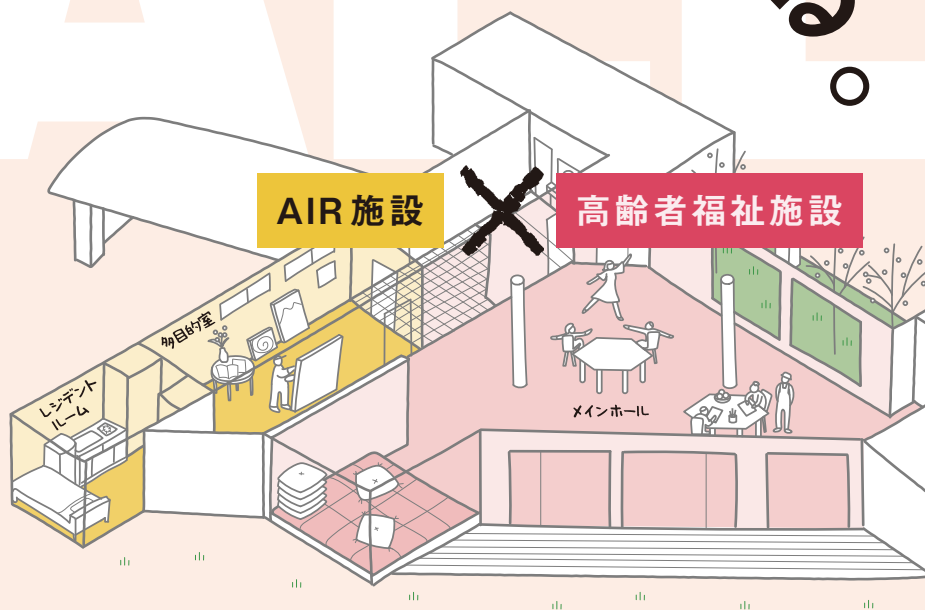 る。
AIR施設
×
高齢者福祉施設
多目的室
レジデント
ルーム
メインホール